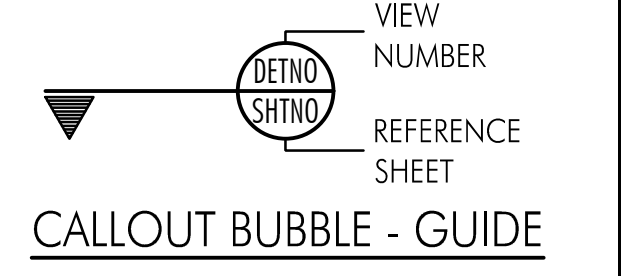 VIEW
NUMBER
DETNO
SHTNO
REFERENCE
SHEET
CALLOUT BUBBLE - GUIDE